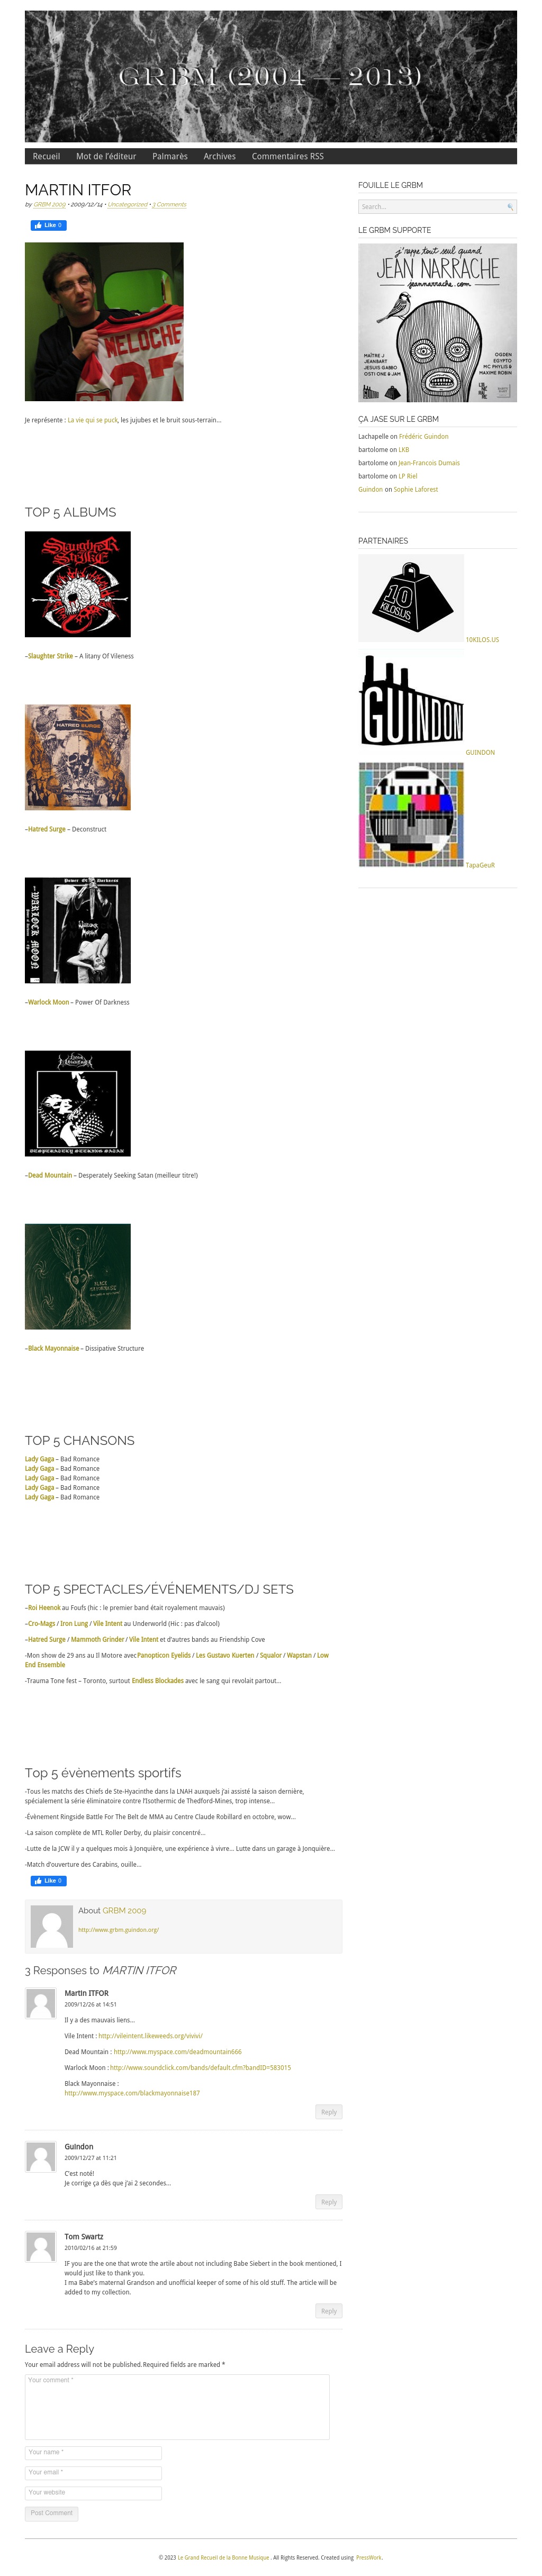 GRBM (2004 — 2013)
Recueil Mot de l'éditeur Palmarès Archives Commentaires RSS
MARTIN ITFOR
by GRBM 2009 • 2009/12/14 • Uncategorized • 3 Comments
Like 0
MELOCHE
Je représente : La vie qui se puck, les jujubes et le bruit sous-terrain…
TOP 5 ALBUMS
SLAUGHTER STRIKE
–Slaughter Strike – A litany Of Vileness
HATRED SURGE
–Hatred Surge – Deconstruct
Power Of Darkness
WARLOCK MOON
–Warlock Moon – Power Of Darkness
DESPERATELY SEEKING SATAN
–Dead Mountain – Desperately Seeking Satan (meilleur titre!)
BLACK MAYONNAISE
–Black Mayonnaise – Dissipative Structure
TOP 5 CHANSONS
Lady Gaga – Bad Romance
Lady Gaga – Bad Romance
Lady Gaga – Bad Romance
Lady Gaga – Bad Romance
Lady Gaga – Bad Romance
TOP 5 SPECTACLES/ÉVÉNEMENTS/DJ SETS
–Roi Heenok au Foufs (hic : le premier band était royalement mauvais)
–Cro-Mags / Iron Lung / Vile Intent au Underworld (Hic : pas d'alcool)
–Hatred Surge / Mammoth Grinder / Vile Intent et d'autres bands au Friendship Cove
-Mon show de 29 ans au Il Motore avec Panopticon Eyelids / Les Gustavo Kuerten / Squalor / Wapstan / Low
End Ensemble
-Trauma Tone fest – Toronto, surtout Endless Blockades avec le sang qui revolait partout…
Top 5 évènements sportifs
-Tous les matchs des Chiefs de Ste-Hyacinthe dans la LNAH auxquels j'ai assisté la saison dernière,
spécialement la série éliminatoire contre l'Isothermic de Thedford-Mines, trop intense…
-Évènement Ringside Battle For The Belt de MMA au Centre Claude Robillard en octobre, wow…
-La saison complète de MTL Roller Derby, du plaisir concentré…
-Lutte de la JCW il y a quelques mois à Jonquière, une expérience à vivre… Lutte dans un garage à Jonquière…
-Match d'ouverture des Carabins, ouille…
Like 0
About GRBM 2009
http://www.grbm.guindon.org/
3 Responses to MARTIN ITFOR
Martin ITFOR
2009/12/26 at 14:51
Il y a des mauvais liens…
Vile Intent : http://vileintent.likeweeds.org/vivivi/
Dead Mountain : http://www.myspace.com/deadmountain666
Warlock Moon : http://www.soundclick.com/bands/default.cfm?bandID=583015
Black Mayonnaise :
http://www.myspace.com/blackmayonnaise187
Reply
Guindon
2009/12/27 at 11:21
C'est noté!
Je corrige ça dès que j'ai 2 secondes…
Reply
Tom Swartz
2010/02/16 at 21:59
IF you are the one that wrote the artile about not including Babe Siebert in the book mentioned, I
would just like to thank you.
I ma Babe's maternal Grandson and unofficial keeper of some of his old stuff. The article will be
added to my collection.
Reply
Leave a Reply
Your email address will not be published.Required fields are marked *
Your comment *
Your name *
Your email *
Your website
Post Comment
FOUILLE LE GRBM
Search...
LE GRBM SUPPORTE
j'rappe tout seul quand
JEAN NARRACHE
jeannarrache.com
MAITRE J
JEANBART
JESUIS GABBO
OSTI ONE & JAM
OGDEN
EGYPTO
MC PHYLIS &
MAXIME ROBIN
ÇA JASE SUR LE GRBM
Lachapelle on Frédéric Guindon
bartolome on LKB
bartolome on Jean-Francois Dumais
bartolome on LP Riel
Guindon on Sophie Laforest
PARTENAIRES
10
KILOS.US
10KILOS.US
GUINDON
GUINDON
TapaGeuR
© 2023 Le Grand Recueil de la Bonne Musique . All Rights Reserved. Created using PressWork.